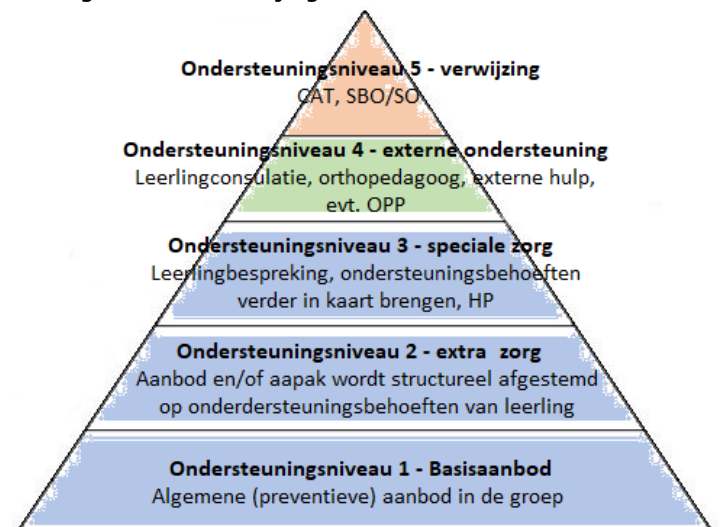 Ondersteuningsniveau 5 - verwijzing
CAT, SBO/SO
Ondersteuningsniveau 4 - externe ondersteuning
Leerlingconsulatie, orthopedagoog, externe hulp,
evt. OPP
Ondersteuningsniveau 3 - speciale zorg
Leerlingbespreking, ondersteuningsbehoeften
verder in kaart brengen, HP
Ondersteuningsniveau 2 - extra zorg
Aanbod en/of aapak wordt structureel afgestemd
op onderdersteuningsbehoeften van leerling
Ondersteuningsniveau 1 - Basisaanbod
Algemene (preventieve) aanbod in de groep